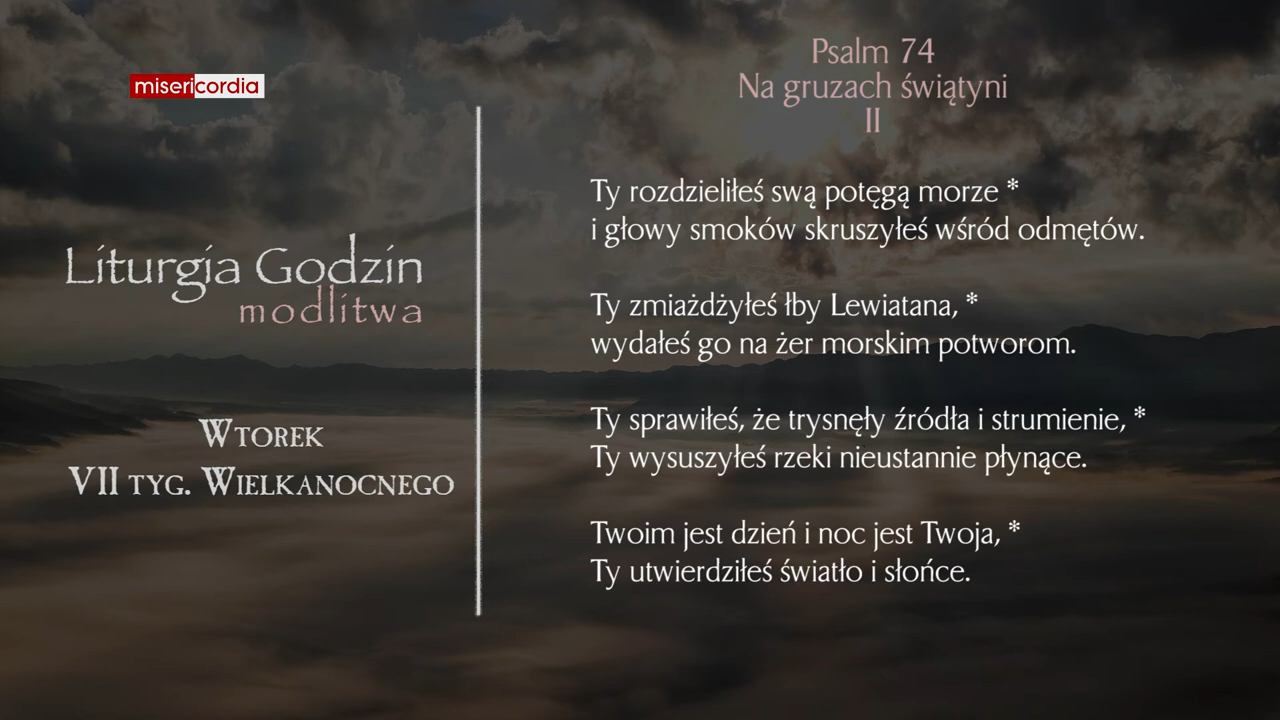 misericordia
Liturgia Godzin
modlitwa
Wtorek
VII tyg. Wielkanocnego
Psalm 74
Na gruzach świątyni
II
Ty rozdzieliłeś swą potęgą morze *
i głowy smoków skruszyłeś wśród odmętów.
Ty zmiażdżyłeś łby Lewiatana, *
wydałeś go na żer morskim potworom.
Ty sprawiłeś, że trysnęły źródła i strumienie, *
Ty wysuszyłeś rzeki nieustannie płynące.
Twoim jest dzień i noc jest Twoja, *
Ty utwierdziłeś światło i słońce.